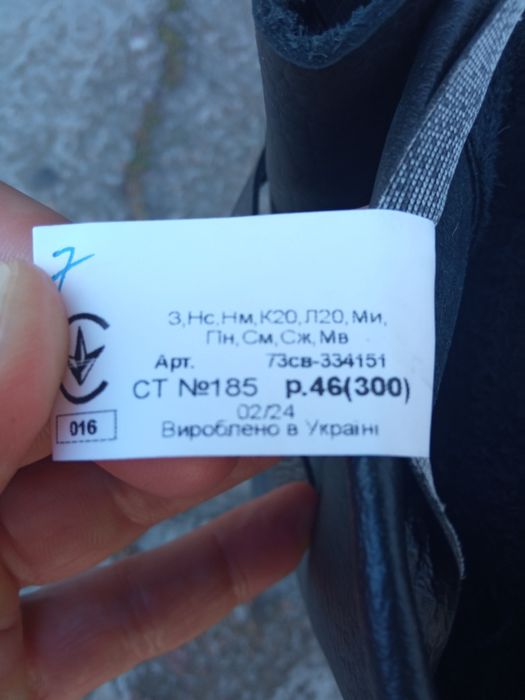 7
З,Нс,Нм,К20,Л20,Ми,
Пн,См,Сж,Мв
Арт. 73св-334151
СТ №185 р.46(300)
016
02/24
Вироблено в Україні